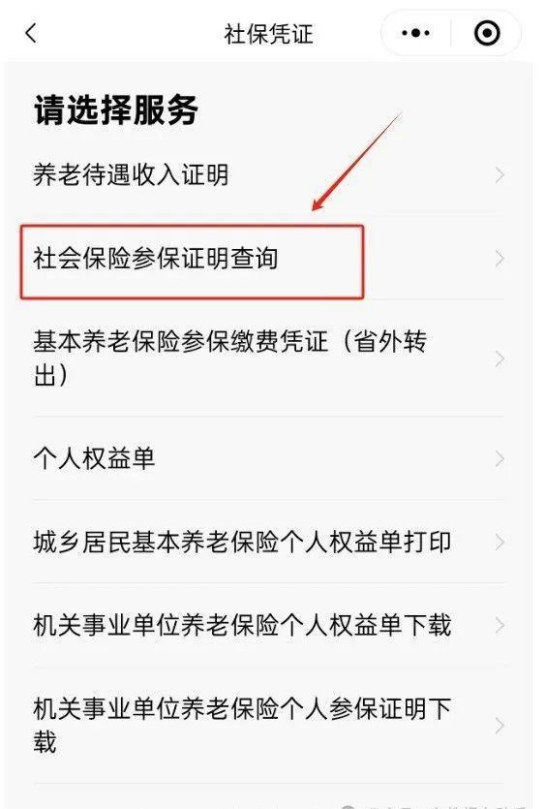 社保凭证
请选择服务
养老待遇收入证明
社会保险参保证明查询
基本养老保险参保缴费凭证（省外转
出）
个人权益单
城乡居民基本养老保险个人权益单打印
机关事业单位养老保险个人权益单下载
机关事业单位养老保险个人参保证明下
载